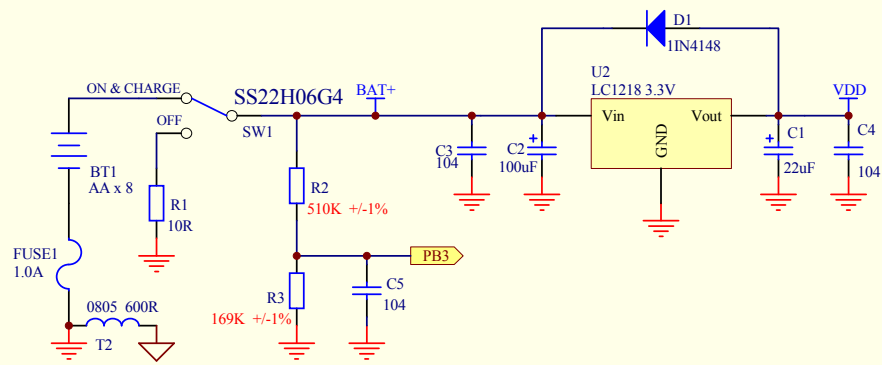 D1
1IN4148
U2
LC1218 3.3V
ON & CHARGE
SS22H06G4
BAT+
VDD
OFF
SW1
Vin
Vout
GND
C3
104
+
C2
100uF
+
C1
22uF
C4
104
BT1
AA x 8
R1
10R
R2
510K +/-1%
FUSE1
1.0A
PB3
R3
169K +/-1%
C5
104
0805 600R
T2